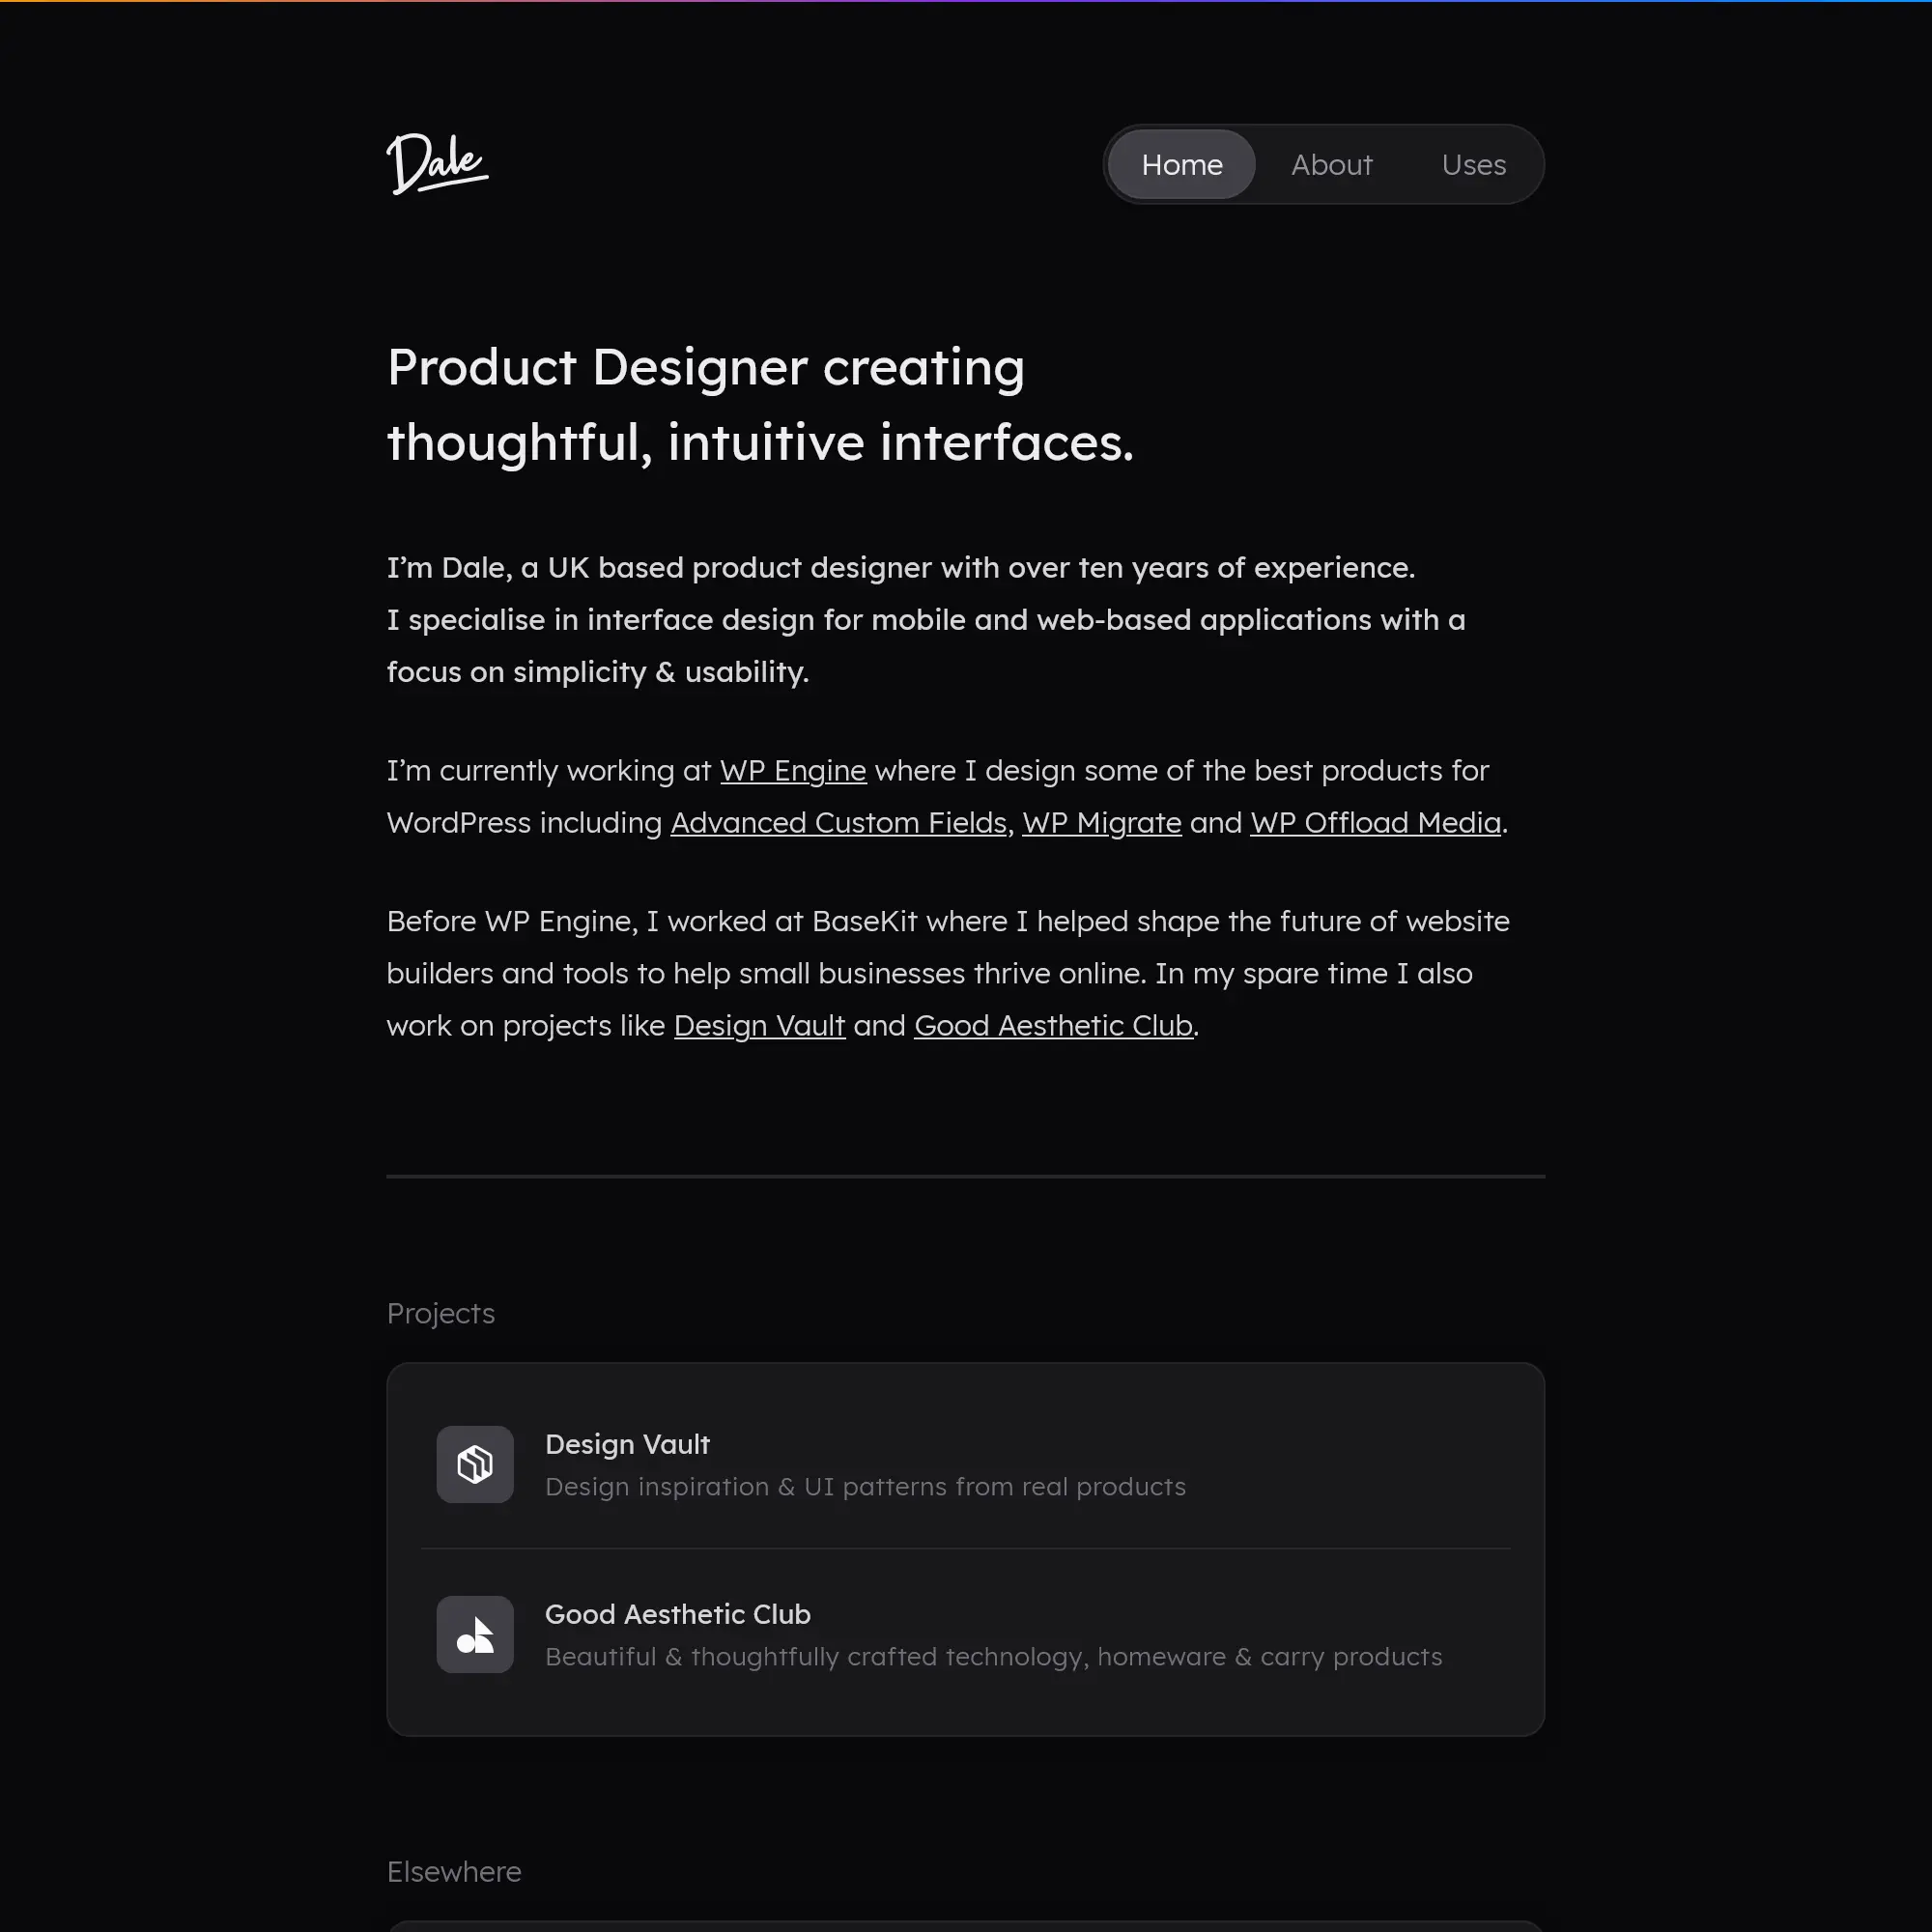 Dale
Home About Uses
Product Designer creating
thoughtful, intuitive interfaces.
I’m Dale, a UK based product designer with over ten years of experience.
I specialise in interface design for mobile and web-based applications with a
focus on simplicity & usability.
I’m currently working at WP Engine where I design some of the best products for
WordPress including Advanced Custom Fields, WP Migrate and WP Offload Media.
Before WP Engine, I worked at BaseKit where I helped shape the future of website
builders and tools to help small businesses thrive online. In my spare time I also
work on projects like Design Vault and Good Aesthetic Club.
Projects
Design Vault
Design inspiration & UI patterns from real products
Good Aesthetic Club
Beautiful & thoughtfully crafted technology, homeware & carry products
Elsewhere